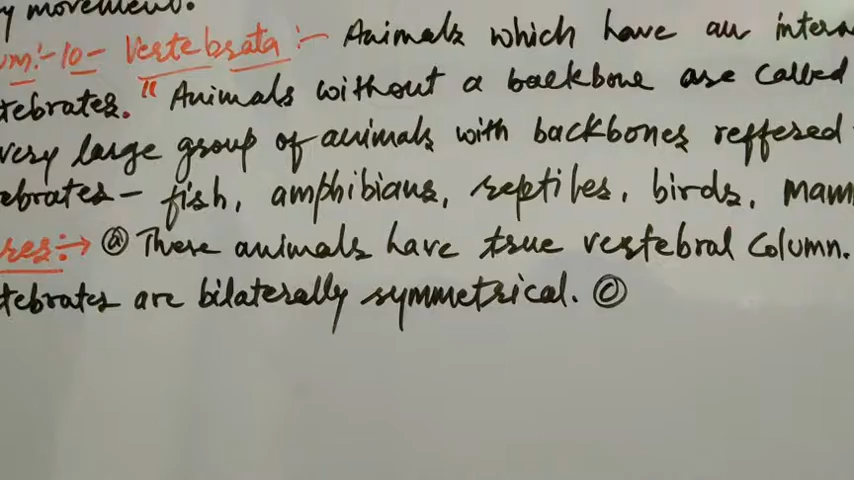 y movement.
um:-10- Vertebrata :- Animals which have an intern
tebrates. " Animals without a backbone are called
very large group of animals with backbones reffered
ebrates - fish, amphibians, reptiles, birds, mam
res:→ (a) These animals have true vertebral column.
tebrates are bilaterally symmetrical. (c)